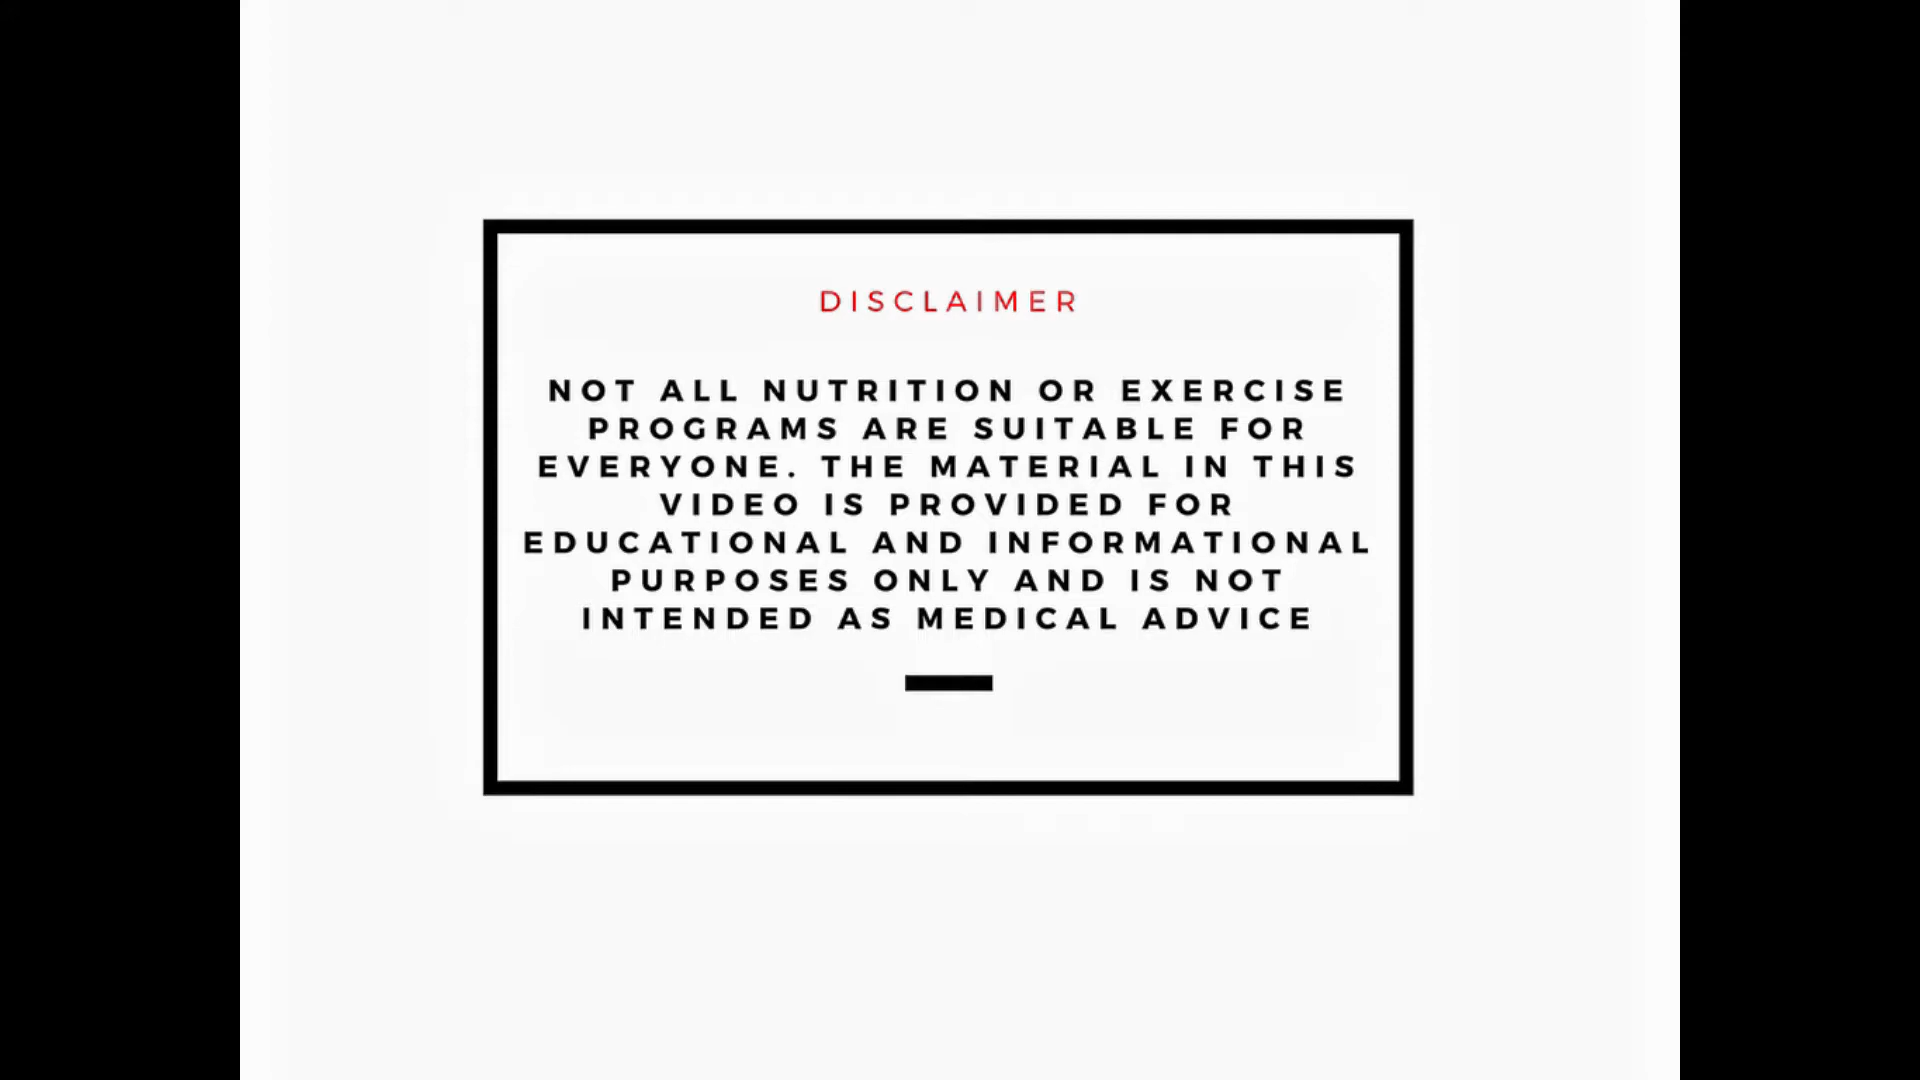 DISCLAIMER
NOT ALL NUTRITION OR EXERCISE
PROGRAMS ARE SUITABLE FOR
EVERYONE. THE MATERIAL IN THIS
VIDEO IS PROVIDED FOR
EDUCATIONAL AND INFORMATIONAL
PURPOSES ONLY AND IS NOT
INTENDED AS MEDICAL ADVICE